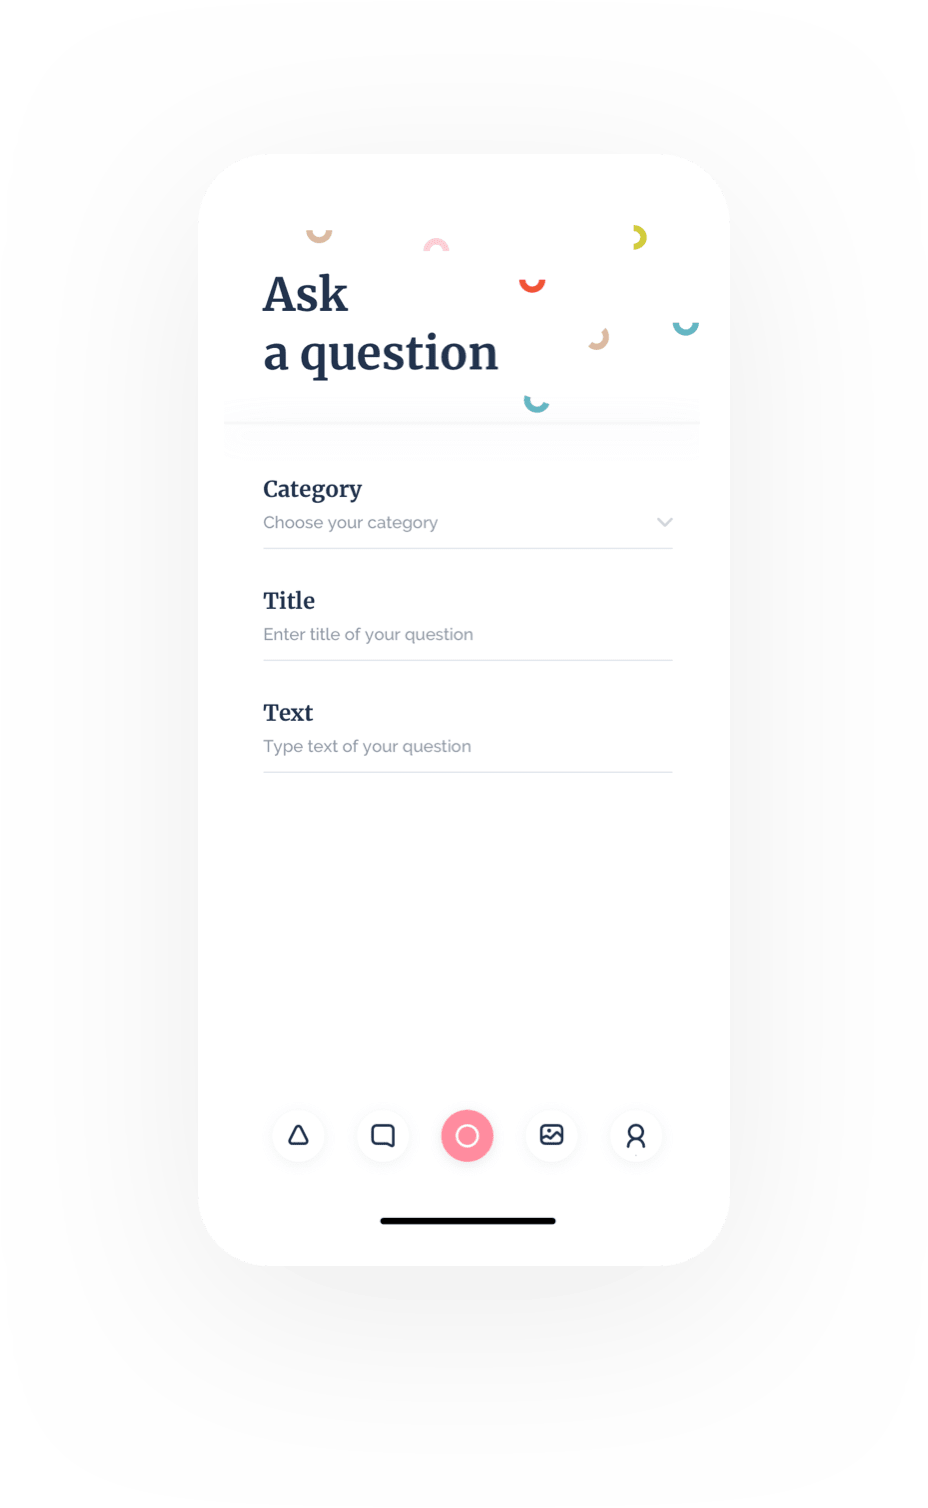 Ask
a question
Category
Choose your category
Title
Enter title of your question
Text
Type text of your question